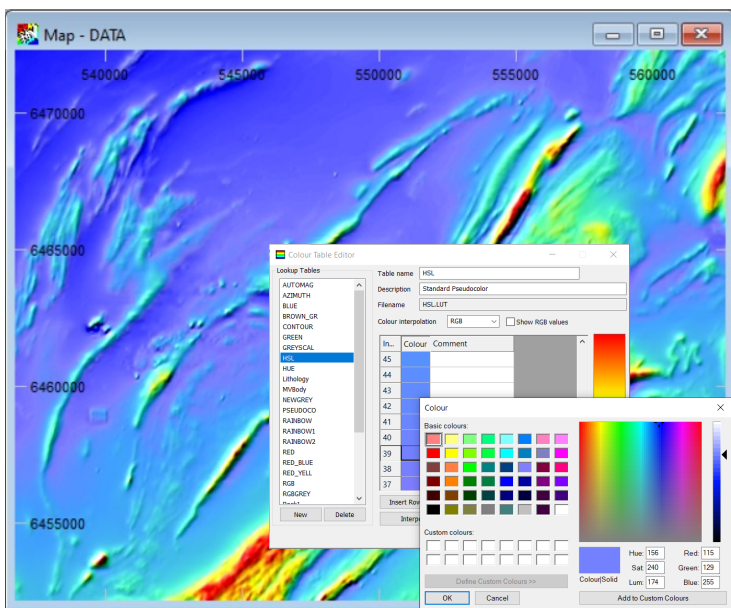 Map - DATA
540000
545000
550000
555000
560000
6470000
6465000
6460000
6455000
Colour Table Editor
Lookup Tables
AUTOMAG
AZIMUTH
BLUE
BROWN_GR
CONTOUR
GREEN
GREYSCAL
HSL
HUE
Lithology
MVBody
NEWGREY
PSEUDOCO
RAINBOW
RAINBOW1
RAINBOW2
RED
RED_BLUE
RED_YELL
RGB
RGBGREY
New Delete
Table name HSL
Description Standard Pseudocolor
Filename HSL.LUT
Colour interpolation RGB Show RGB values
In... Colour Comment
45
44
43
42
41
40
39
38
37
Insert Row
Interp
Colour
Basic colours:
Custom colours:
Define Custom Colours >>
OK Cancel
Colour|Solid
Hue: 156 Red: 115
Sat: 240 Green: 129
Lum: 174 Blue: 255
Add to Custom Colours